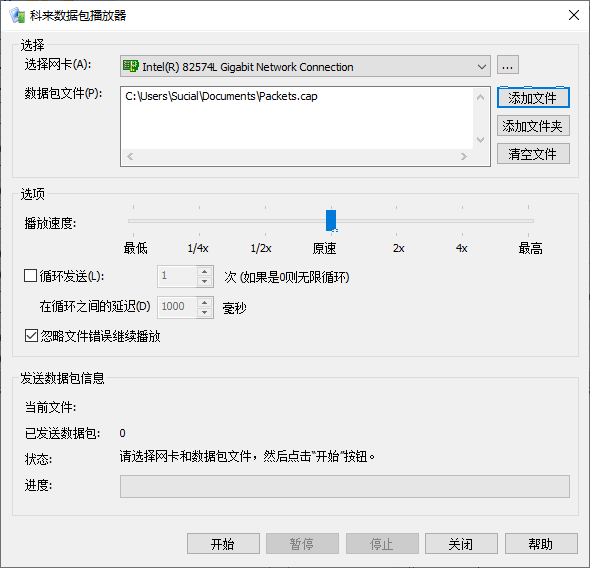 科来数据包播放器
选择
选择网卡(A):
Intel(R) 82574L Gigabit Network Connection
...
数据包文件(P):
C:\Users\Sucial\Documents\Packets.cap
添加文件
添加文件夹
清空文件
选项
播放速度:
最低 1/4x 1/2x 原速 2x 4x 最高
循环发送(L): 1 次 (如果是0则无限循环)
在循环之间的延迟(D) 1000 毫秒
忽略文件错误继续播放
发送数据包信息
当前文件:
已发送数据包: 0
状态: 请选择网卡和数据包文件，然后点击"开始"按钮。
进度:
开始 暂停 停止 关闭 帮助